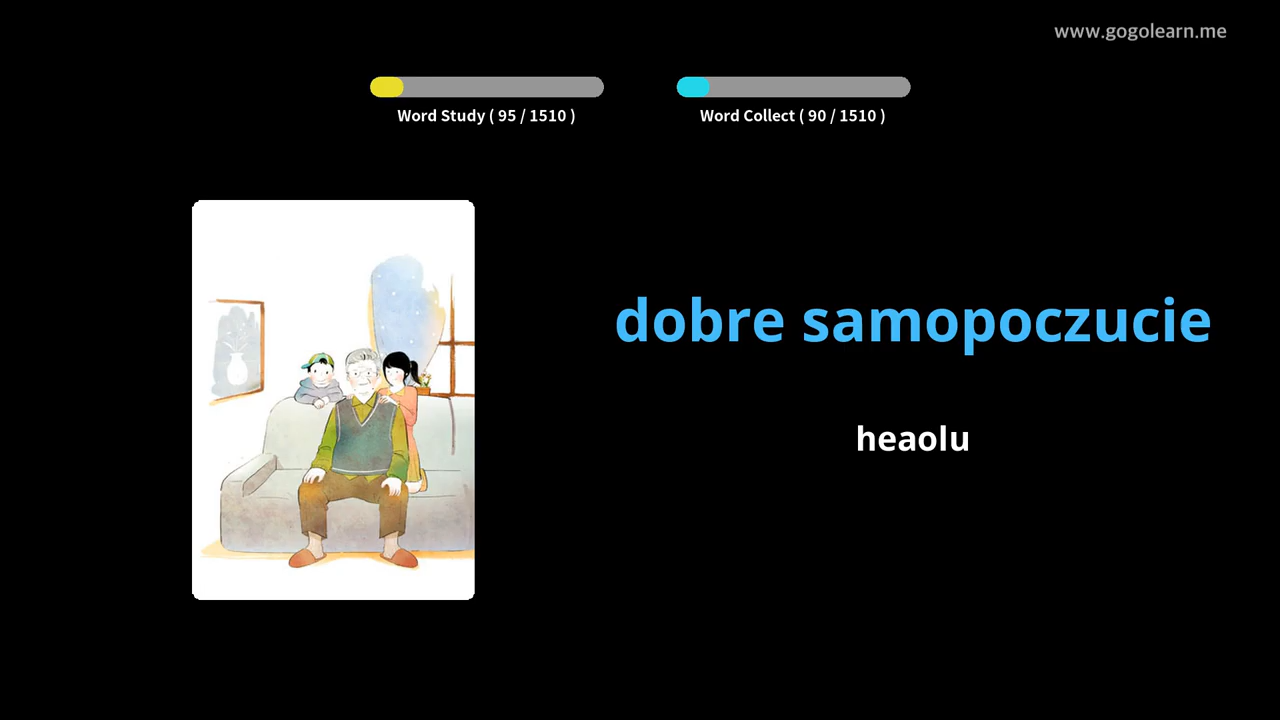 www.gogolearn.me
Word Study ( 95 / 1510 )
Word Collect ( 90 / 1510 )
dobre samopoczucie
heaolu